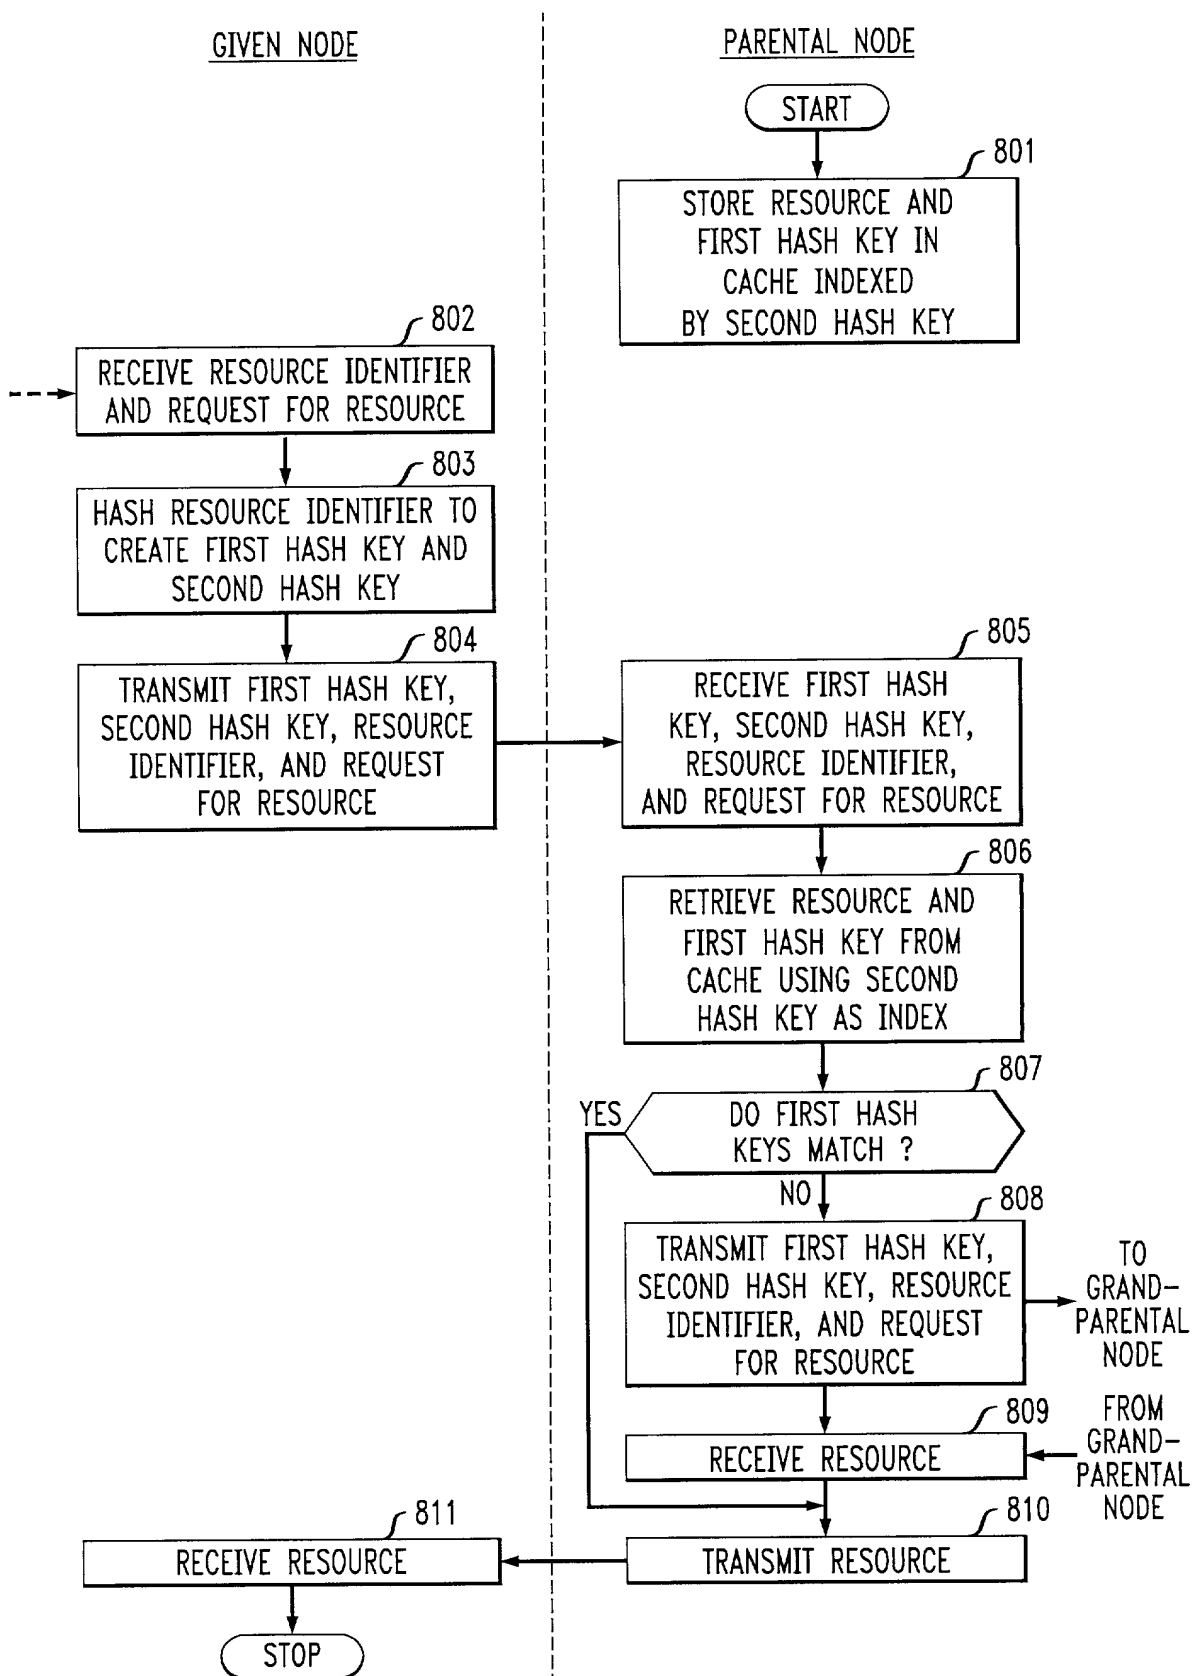 GIVEN NODE
PARENTAL NODE
START
801
STORE RESOURCE AND
FIRST HASH KEY IN
CACHE INDEXED
BY SECOND HASH KEY
802
RECEIVE RESOURCE IDENTIFIER
AND REQUEST FOR RESOURCE
803
HASH RESOURCE IDENTIFIER TO
CREATE FIRST HASH KEY AND
SECOND HASH KEY
804
TRANSMIT FIRST HASH KEY,
SECOND HASH KEY, RESOURCE
IDENTIFIER, AND REQUEST
FOR RESOURCE
805
RECEIVE FIRST HASH
KEY, SECOND HASH KEY,
RESOURCE IDENTIFIER,
AND REQUEST FOR RESOURCE
806
RETRIEVE RESOURCE AND
FIRST HASH KEY FROM
CACHE USING SECOND
HASH KEY AS INDEX
807
YES
DO FIRST HASH
KEYS MATCH ?
NO
808
TRANSMIT FIRST HASH KEY,
SECOND HASH KEY, RESOURCE
IDENTIFIER, AND REQUEST
FOR RESOURCE
TO
GRAND-
PARENTAL
NODE
809
RECEIVE RESOURCE
FROM
GRAND-
PARENTAL
NODE
810
TRANSMIT RESOURCE
811
RECEIVE RESOURCE
STOP